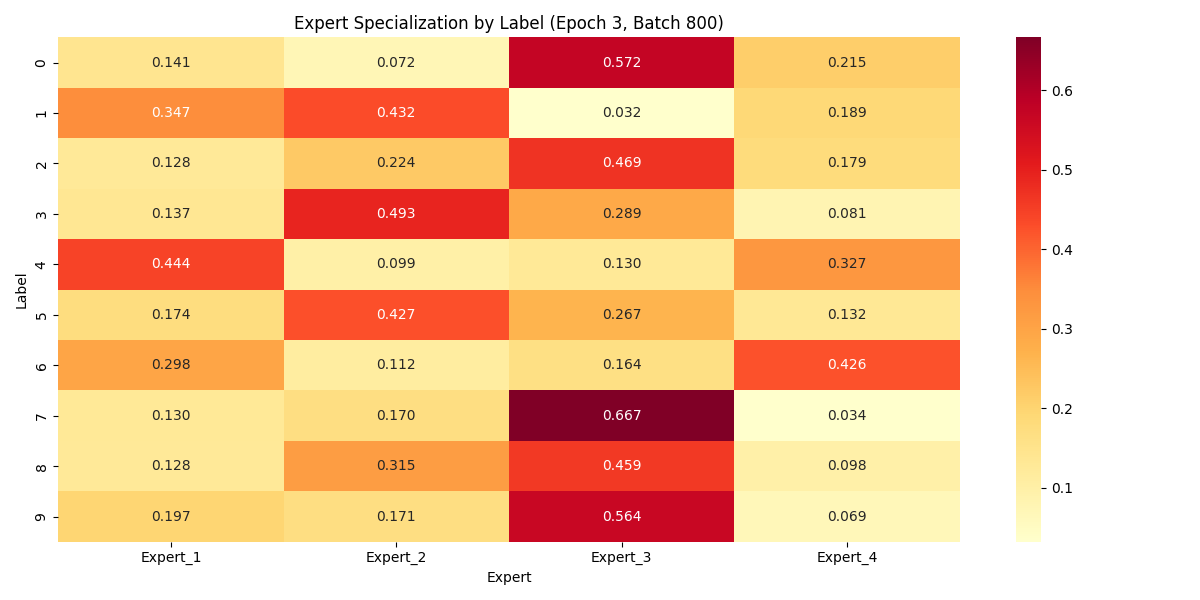 Expert Specialization by Label (Epoch 3, Batch 800)
Label
0 0.141 0.072 0.572 0.215
1 0.347 0.432 0.032 0.189
2 0.128 0.224 0.469 0.179
3 0.137 0.493 0.289 0.081
4 0.444 0.099 0.130 0.327
5 0.174 0.427 0.267 0.132
6 0.298 0.112 0.164 0.426
7 0.130 0.170 0.667 0.034
8 0.128 0.315 0.459 0.098
9 0.197 0.171 0.564 0.069
Expert_1 Expert_2 Expert_3 Expert_4
Expert
0.6
0.5
0.4
0.3
0.2
0.1